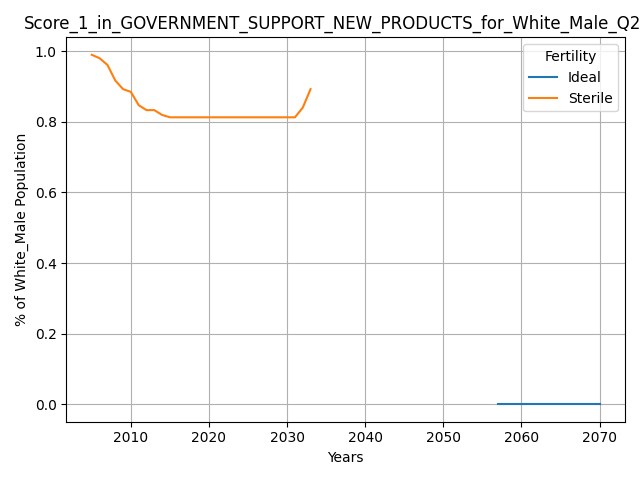 Score_1_in_GOVERNMENT_SUPPORT_NEW_PRODUCTS_for_White_Male_Q2
1.0
0.8
0.6
0.4
0.2
0.0
% of White_Male Population
Fertility
Ideal
Sterile
2010 2020 2030 2040 2050 2060 2070
Years